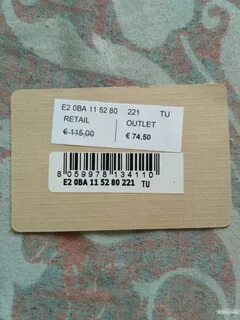 E2 0BA 11 52 80 221 TU
RETAIL OUTLET
€ 115,00 € 74,50
8 059978 134110
E2 0BA 11 52 80 221 TU